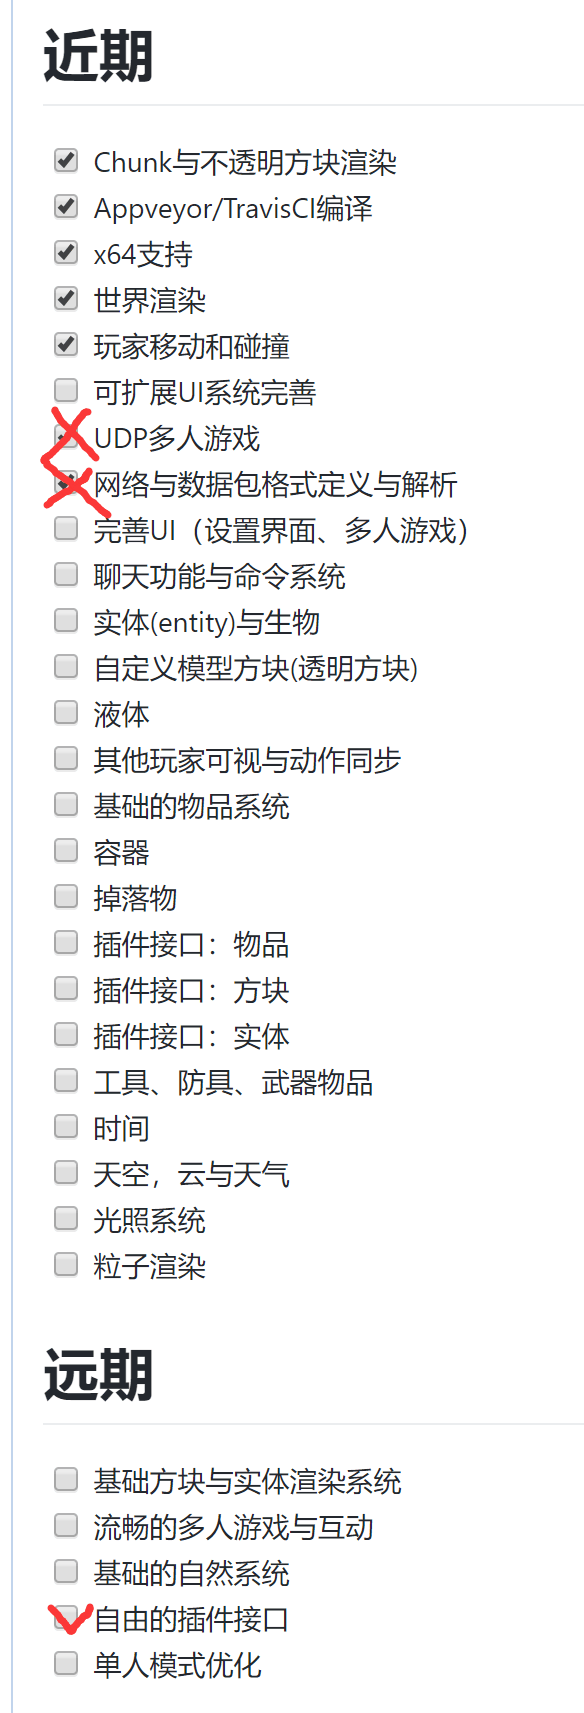 近期
Chunk与不透明方块渲染
Appveyor/TravisCI编译
x64支持
世界渲染
玩家移动和碰撞
可扩展UI系统完善
UDP多人游戏
网络与数据包格式定义与解析
完善UI（设置界面、多人游戏）
聊天功能与命令系统
实体(entity)与生物
自定义模型方块(透明方块)
液体
其他玩家可视与动作同步
基础的物品系统
容器
掉落物
插件接口：物品
插件接口：方块
插件接口：实体
工具、防具、武器物品
时间
天空，云与天气
光照系统
粒子渲染
远期
基础方块与实体渲染系统
流畅的多人游戏与互动
基础的自然系统
自由的插件接口
单人模式优化